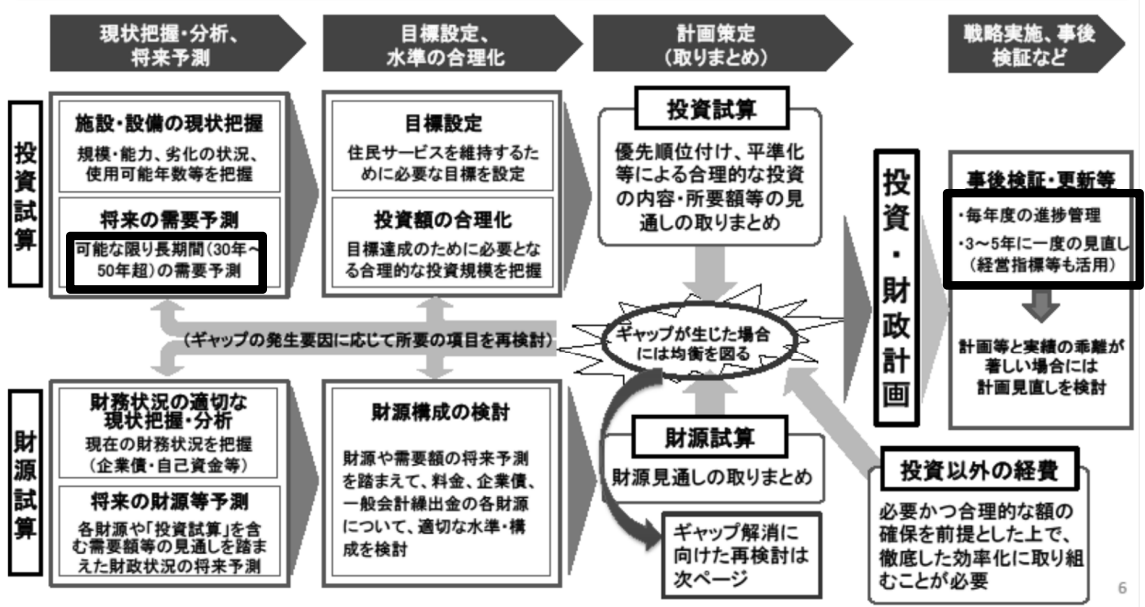 現状把握・分析、
将来予測
目標設定、
水準の合理化
計画策定
（取りまとめ）
戦略実施、事後
検証など
投資試算
施設・設備の現状把握
規模・能力、劣化の状況、
使用可能年数等を把握
将来の需要予測
可能な限り長期間（30年～
50年超）の需要予測
目標設定
住民サービスを維持するた
めに必要な目標を設定
投資額の合理化
目標達成のために必要とな
る合理的な投資規模を把握
投資試算
優先順位付け、平準化
等による合理的な投資
の内容・所要額等の見
通しの取りまとめ
（ギャップの発生要因に応じて所要の項目を再検討）
ギャップが生じた場合
には均衡を図る
財源試算
財務状況の適切な
現状把握・分析
現在の財務状況を把握
（企業債・自己資金等）
将来の財源等予測
各財源や「投資試算」を含
む需要額等の見通しを踏ま
えた財政状況の将来予測
財源構成の検討
財源や需要額の将来予測
を踏まえて、料金、企業債、
一般会計繰出金の各財源
について、適切な水準・構
成を検討
財源試算
財源見通しの取りまとめ
ギャップ解消に
向けた再検討は
次ページ
投資・財政計画
投資以外の経費
必要かつ合理的な額の
確保を前提とした上で、
徹底した効率化に取り組
むことが必要
事後検証・更新等
・毎年度の進捗管理
・3～5年に一度の見直し
（経営指標等も活用）
計画等と実績の乖離が
著しい場合には
計画見直しを検討
6